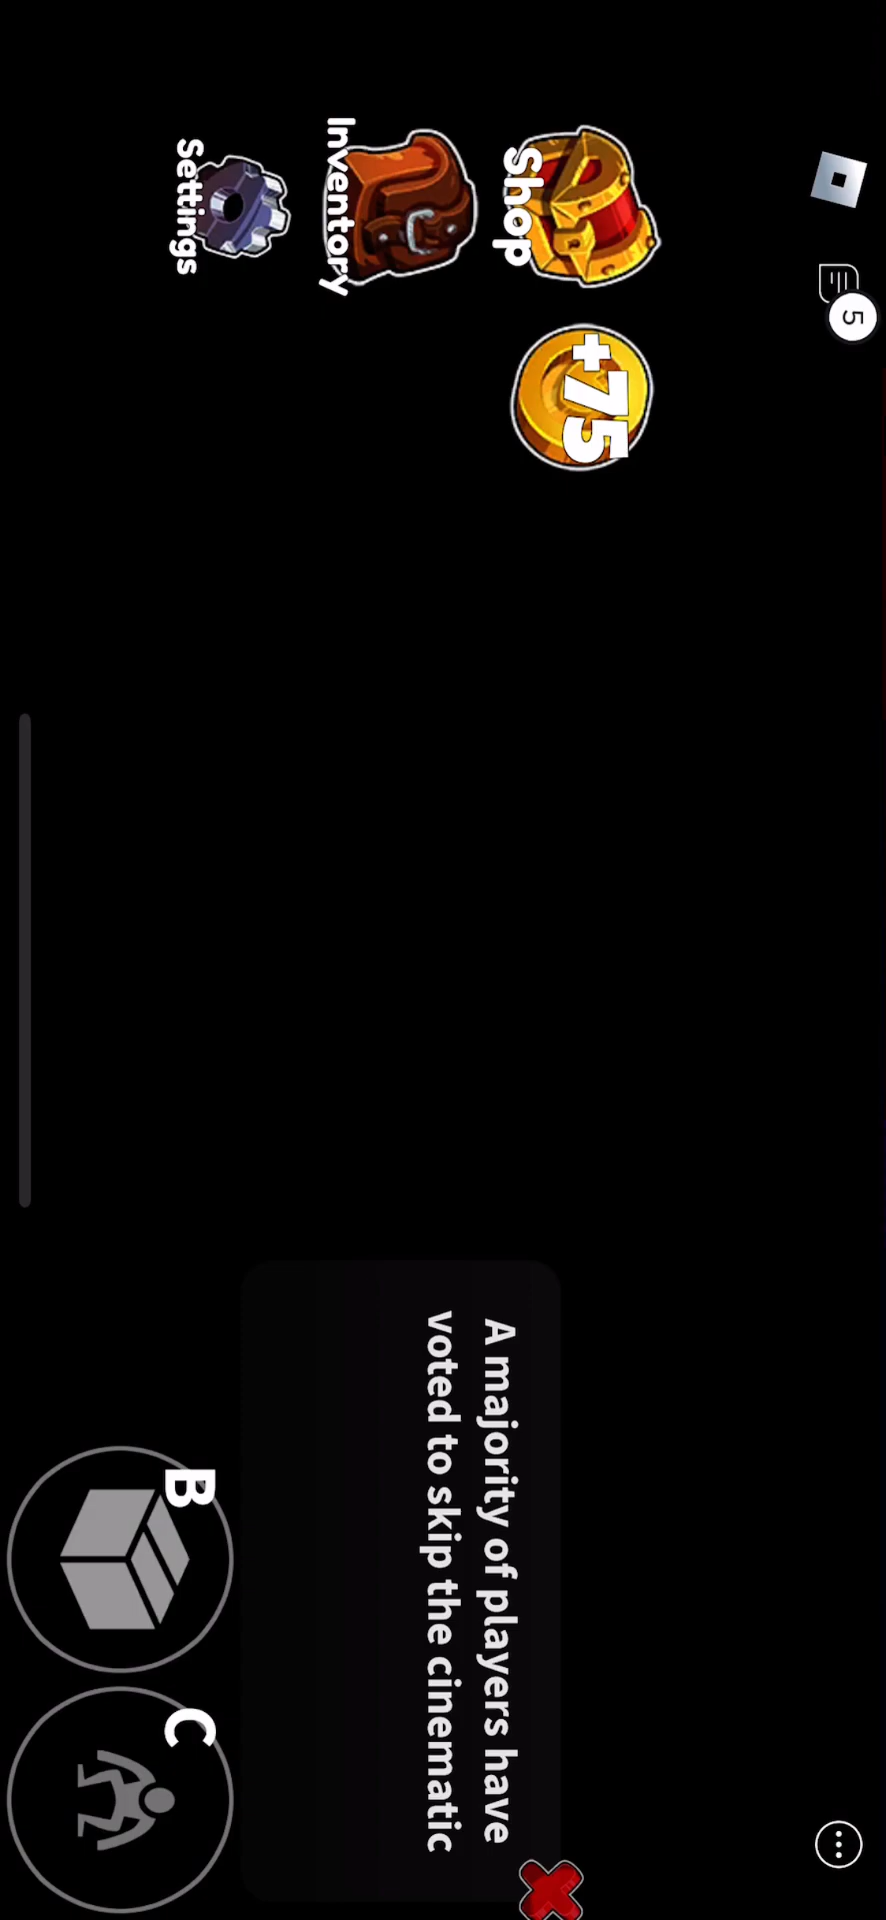 5
Shop
+75
Inventory
Settings
A majority of players have
voted to skip the cinematic
B
C